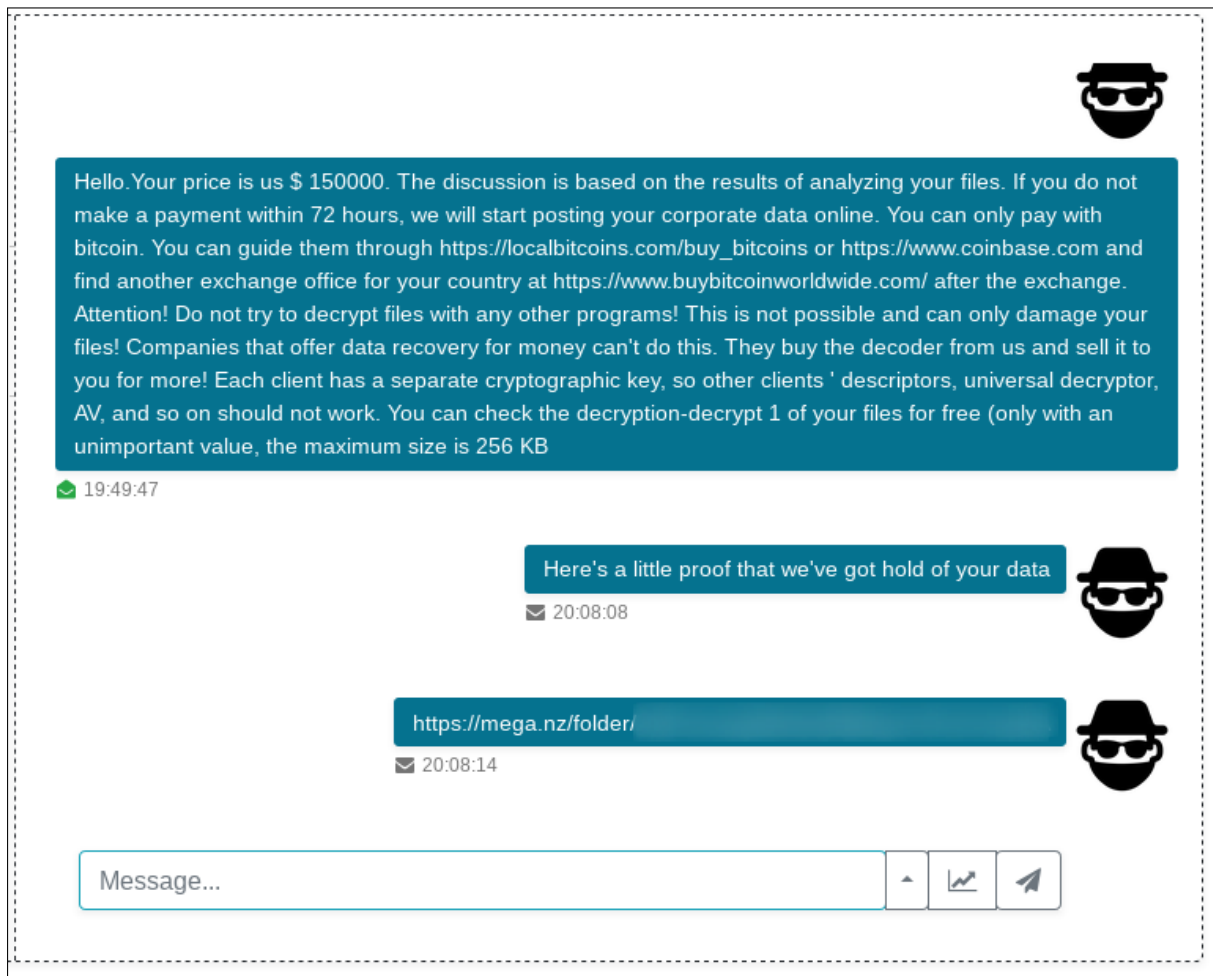 Hello.Your price is us $ 150000. The discussion is based on the results of analyzing your files. If you do not
make a payment within 72 hours, we will start posting your corporate data online. You can only pay with
bitcoin. You can guide them through https://localbitcoins.com/buy_bitcoins or https://www.coinbase.com and
find another exchange office for your country at https://www.buybitcoinworldwide.com/ after the exchange.
Attention! Do not try to decrypt files with any other programs! This is not possible and can only damage your
files! Companies that offer data recovery for money can't do this. They buy the decoder from us and sell it to
you for more! Each client has a separate cryptographic key, so other clients ' descriptors, universal decryptor,
AV, and so on should not work. You can check the decryption-decrypt 1 of your files for free (only with an
unimportant value, the maximum size is 256 KB
19:49:47
Here's a little proof that we've got hold of your data
20:08:08
https://mega.nz/folder/
20:08:14
Message...